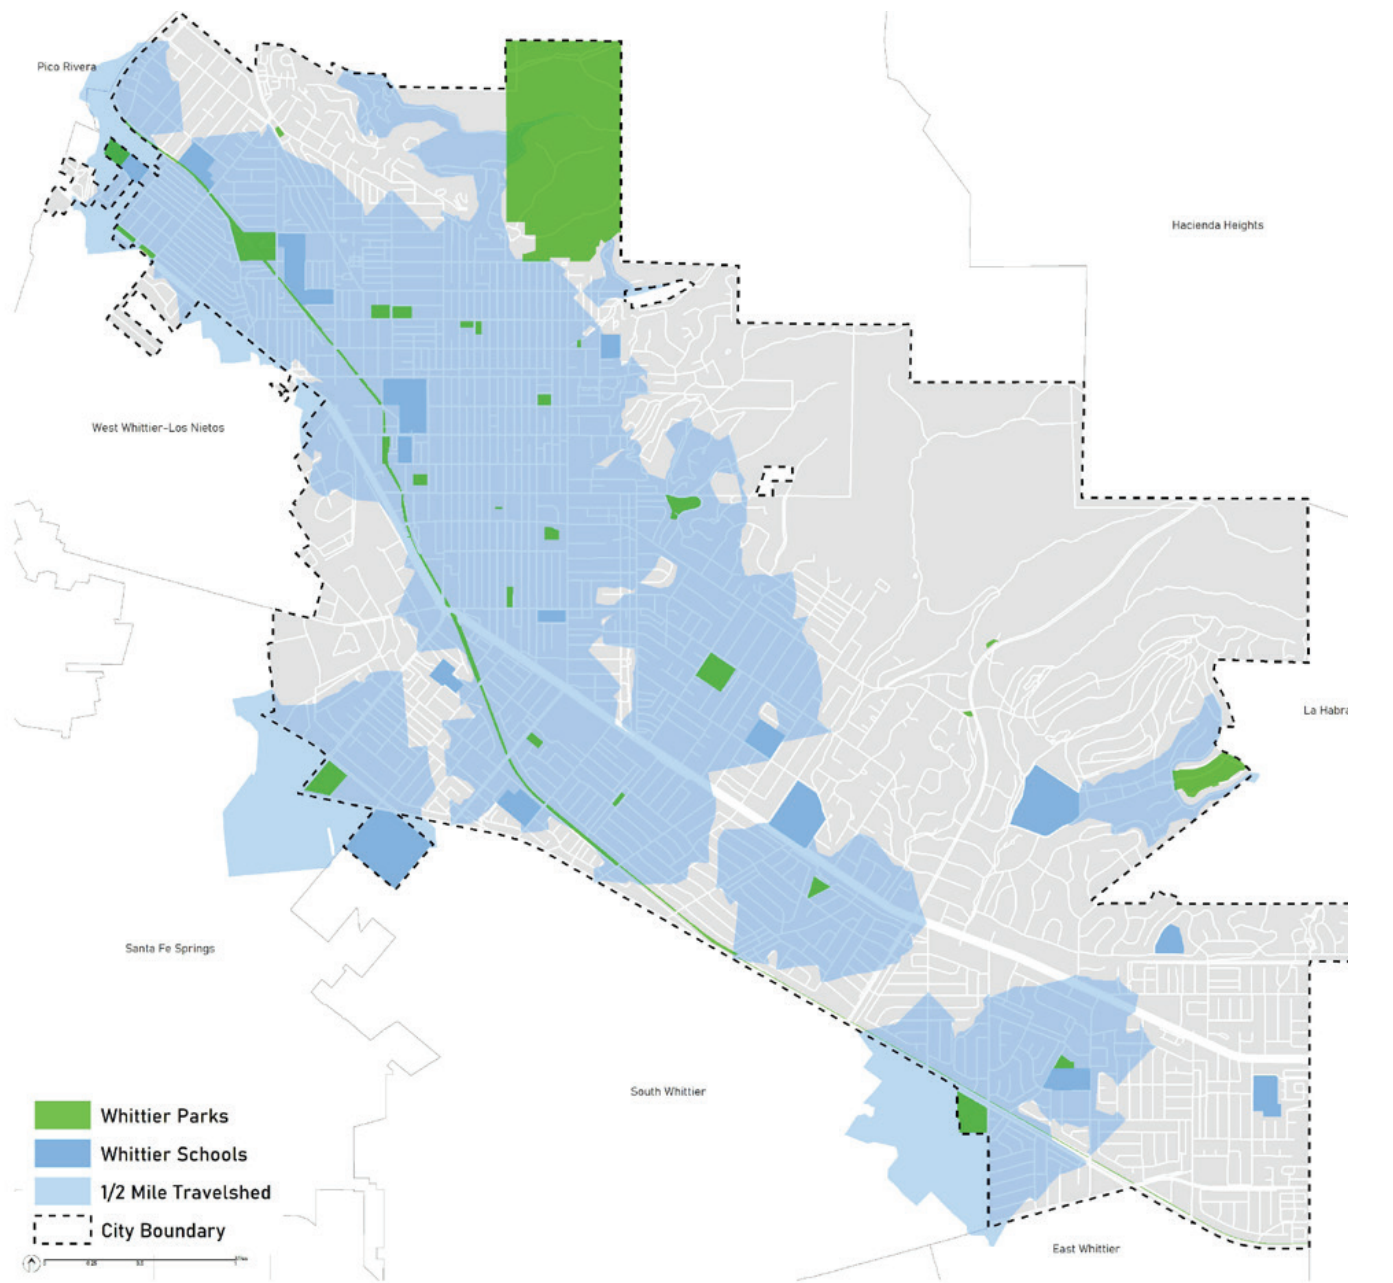 Pico Rivera
Hacienda Heights
West Whittier-Los Nietos
La Habra
Santa Fe Springs
South Whittier
East Whittier
Whittier Parks
Whittier Schools
1/2 Mile Travelshed
City Boundary